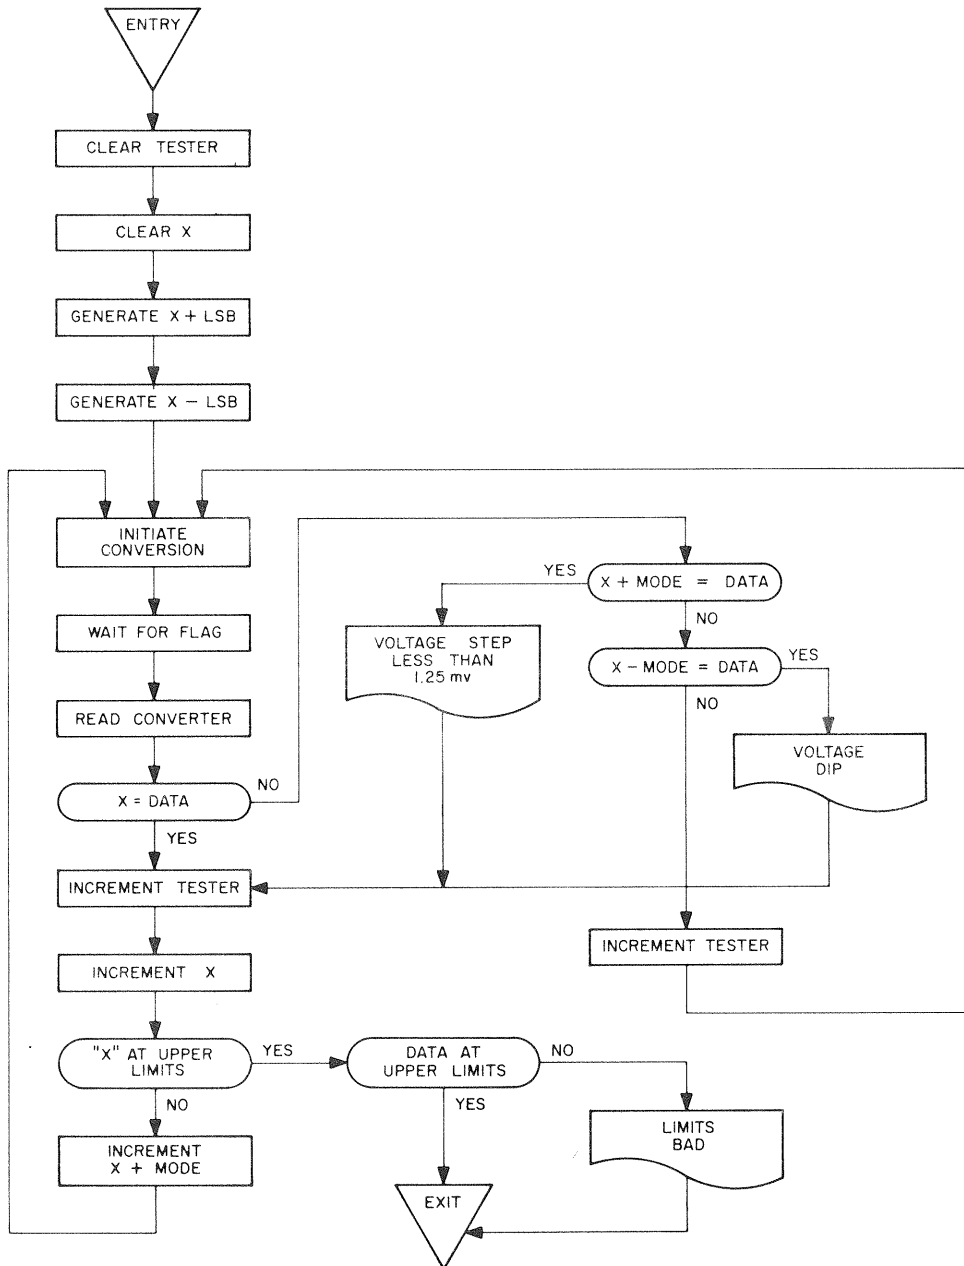 ENTRY
CLEAR TESTER
CLEAR X
GENERATE X + LSB
GENERATE X – LSB
INITIATE
CONVERSION
WAIT FOR FLAG
READ CONVERTER
X = DATA
NO
YES
X + MODE = DATA
YES
NO
VOLTAGE STEP
LESS THAN
1.25 mv
X – MODE = DATA
YES
NO
VOLTAGE
DIP
INCREMENT TESTER
INCREMENT TESTER
INCREMENT X
"X" AT UPPER
LIMITS
YES
NO
DATA AT
UPPER LIMITS
NO
YES
LIMITS
BAD
INCREMENT
X + MODE
EXIT